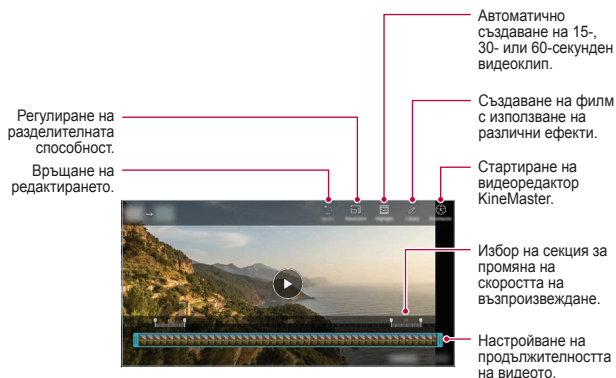 Автоматично
създаване на 15-,
30- или 60-секунден
видеоклип.
Създаване на филм
с използване на
различни ефекти.
Регулиране на
разделителната
способност.
Връщане на
редактирането.
Стартиране на
видеоредактор
KineMaster.
Избор на секция за
промяна на
скоростта на
възпроизвеждане.
Настройване на
продължителността
на видеото.